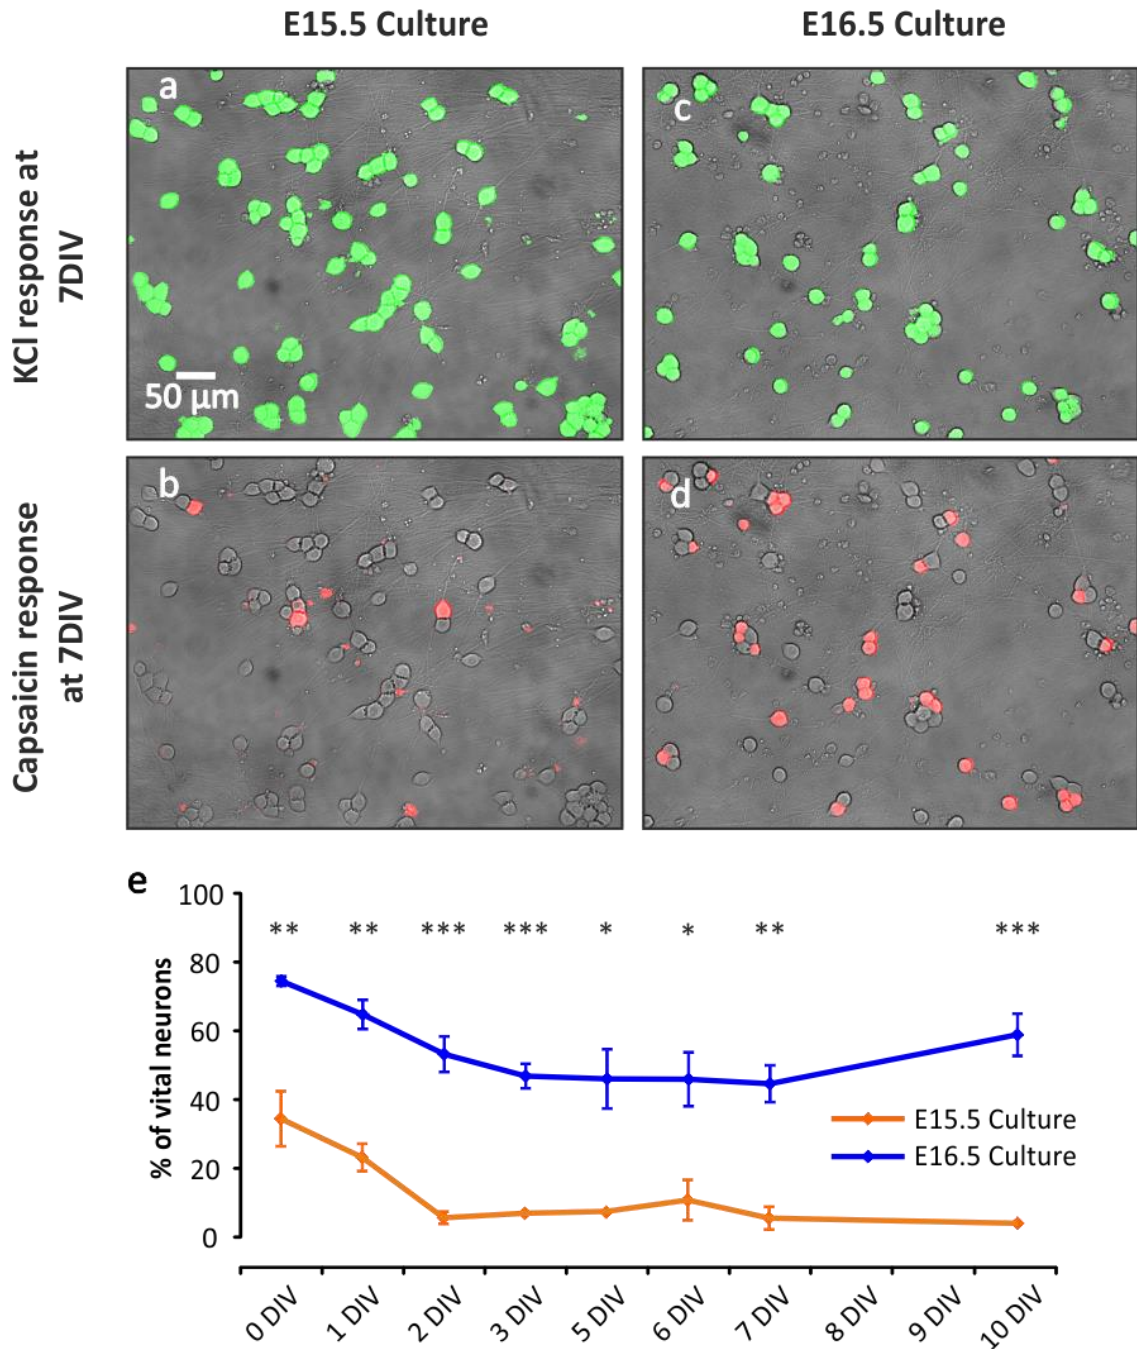 E15.5 Culture
E16.5 Culture
KCl response at
7DIV
a
50 µm
c
Capsaicin response
at 7DIV
b
d
e
% of vital neurons
100
80
60
40
20
0
** ** *** *** * * ** ***
E15.5 Culture
E16.5 Culture
0 DIV
1 DIV
2 DIV
3 DIV
5 DIV
6 DIV
7 DIV
8 DIV
9 DIV
10 DIV